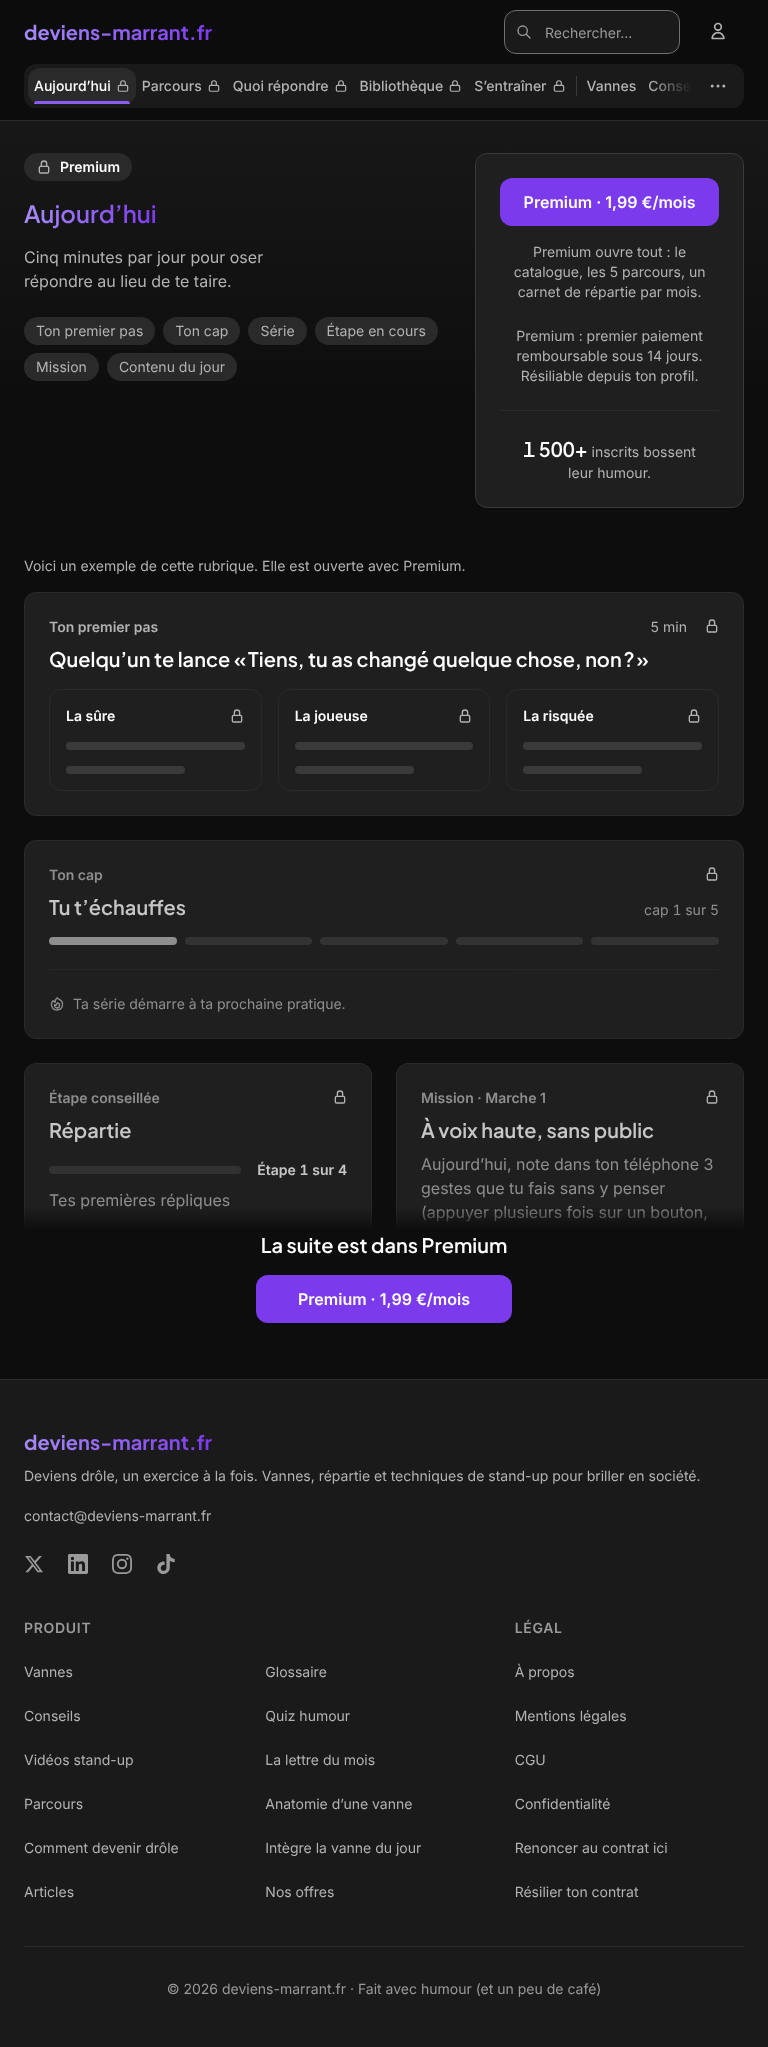 deviens-marrant.fr
Rechercher...
Aujourd’hui Parcours Quoi répondre Bibliothèque S’entraîner Vannes
Premium
Aujourd’hui
Cinq minutes par jour pour oser
répondre au lieu de te taire.
Ton premier pas Ton cap Série Étape en cours
Mission Contenu du jour
Premium · 1,99 €/mois
Premium ouvre tout : le
catalogue, les 5 parcours, un
carnet de répartie par mois.
Premium : premier paiement
remboursable sous 14 jours.
Résiliable depuis ton profil.
1 500+ inscrits bossent
leur humour.
Voici un exemple de cette rubrique. Elle est ouverte avec Premium.
Ton premier pas 5 min
Quelqu’un te lance « Tiens, tu as changé quelque chose, non ? »
La sûre La joueuse La risquée
Ton cap
Tu t’échauffes cap 1 sur 5
Ta série démarre à ta prochaine pratique.
Étape conseillée
Répartie
Étape 1 sur 4
Tes premières répliques
Mission · Marche 1
À voix haute, sans public
Aujourd’hui, note dans ton téléphone 3
gestes que tu fais sans y penser
(appuyer plusieurs fois sur un bouton,
La suite est dans Premium
Premium · 1,99 €/mois
deviens-marrant.fr
Deviens drôle, un exercice à la fois. Vannes, répartie et techniques de stand-up pour briller en société.
contact@deviens-marrant.fr
PRODUIT LÉGAL
Vannes Glossaire À propos
Conseils Quiz humour Mentions légales
Vidéos stand-up La lettre du mois CGU
Parcours Anatomie d’une vanne Confidentialité
Comment devenir drôle Intègre la vanne du jour Renoncer au contrat ici
Articles Nos offres Résilier ton contrat
© 2026 deviens-marrant.fr · Fait avec humour (et un peu de café)